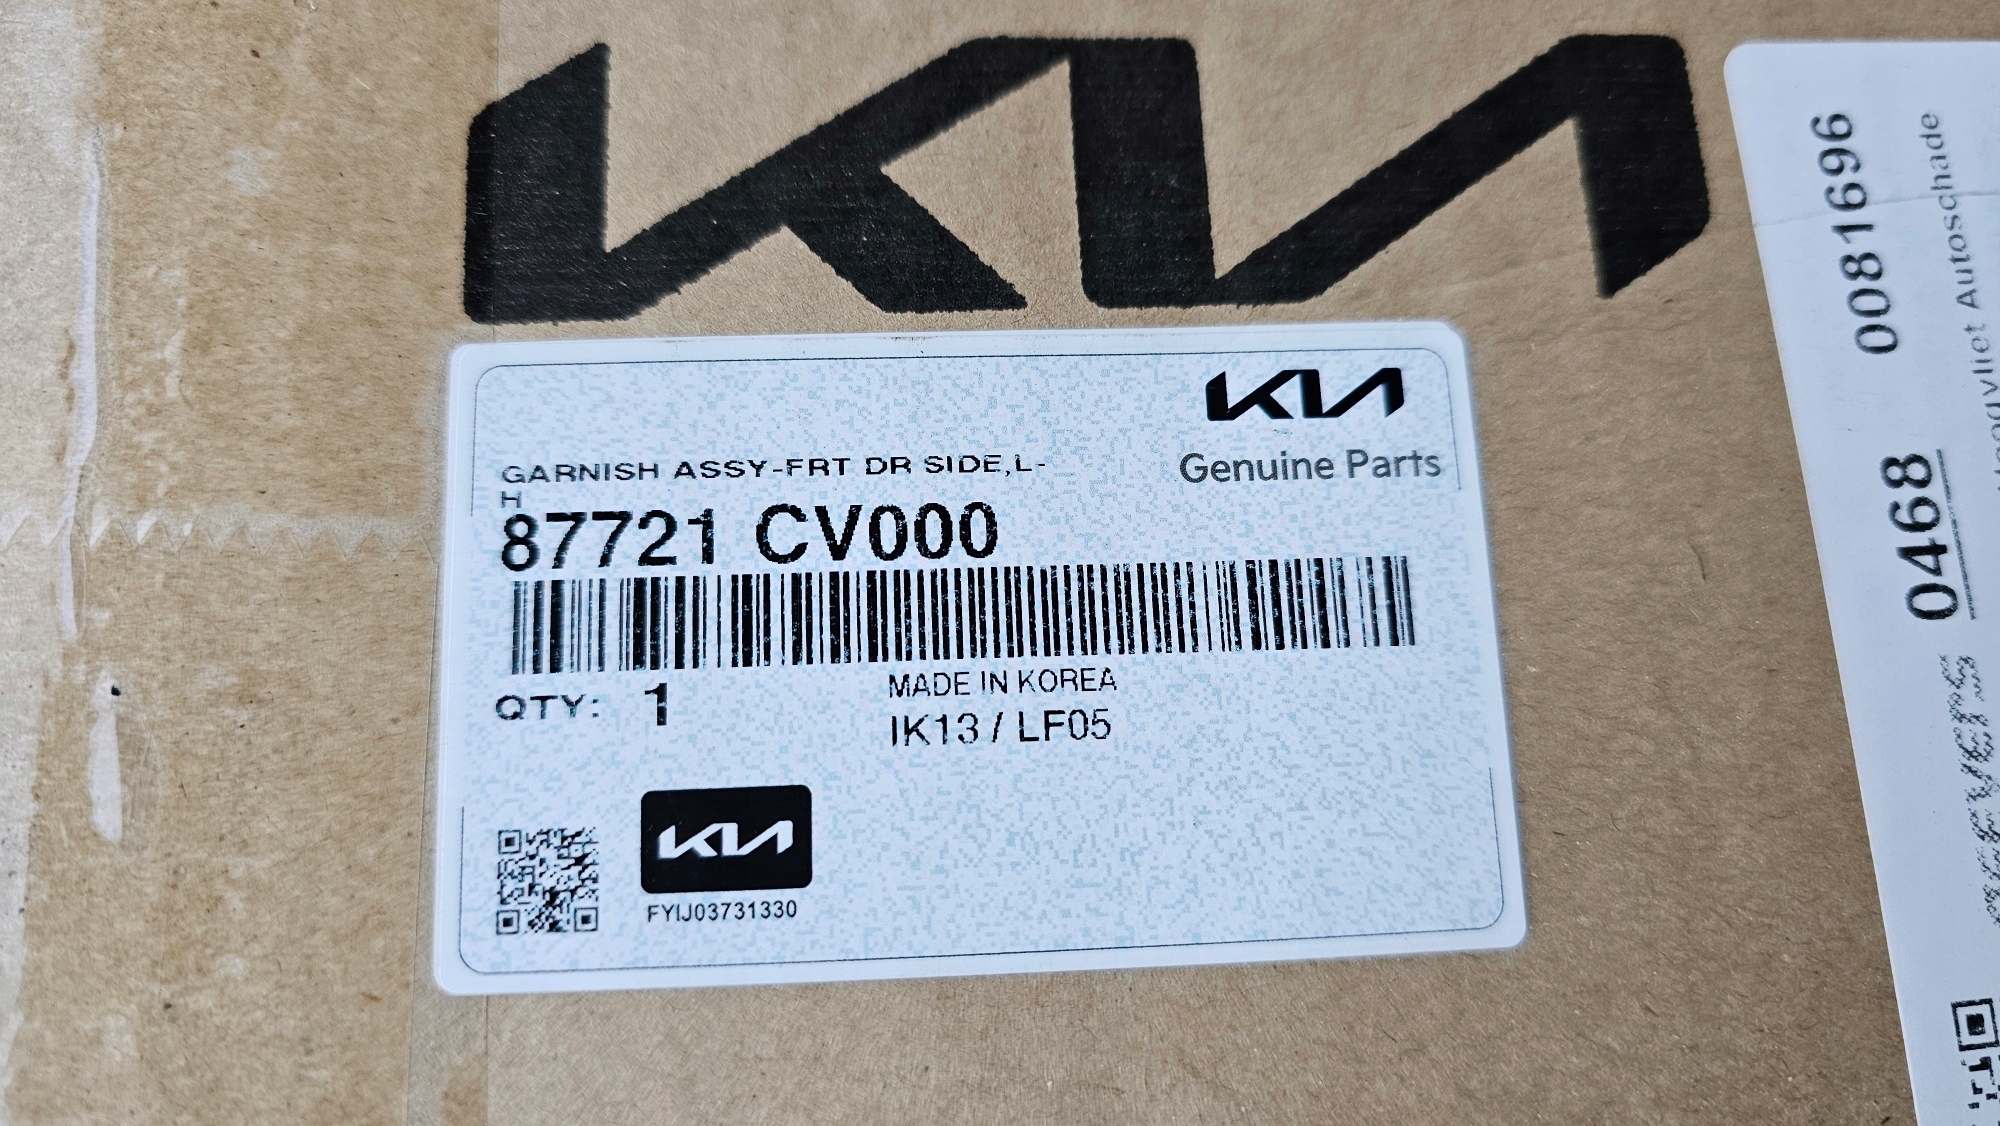 KIA
KIA
Genuine Parts
GARNISH ASSY-FRT DR SIDE,L-
H
87721 CV000
QTY: 1
MADE IN KOREA
IK13 / LF05
KIA
FYIJ03731330
0081696
Autoschade
0468